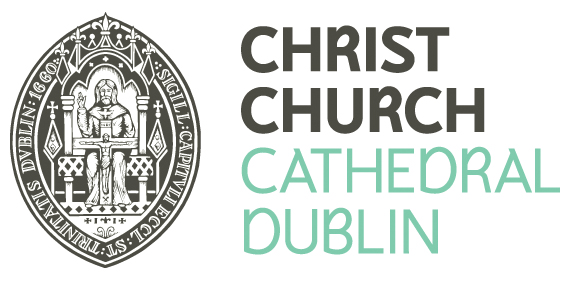 SIGILL: CAPITVLI ECCL: ST: TRINITATIS DVBLIN: 1660:
CHRIST
CHURCH
CATHEDRAL
DUBLIN